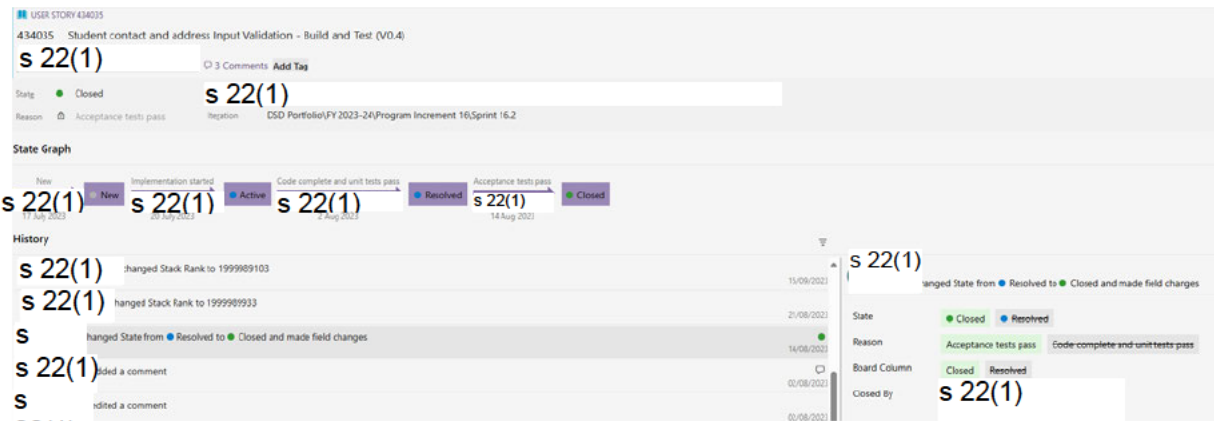 USER STORY 434035
434035 Student contact and address Input Validation - Build and Test (V0.4)
s 22(1)
3 Comments Add Tag
State Closed
s 22(1)
Reason Acceptance tests pass
Iteration DSD Portfolio\FY 2023-24\Program Increment 16\Sprint 16.2
State Graph
New Implementation started Code complete and unit tests pass Acceptance tests pass
s 22(1) New s 22(1) Active s 22(1) Resolved s 22(1) Closed
17 July 2023 20 July 2023 2 Aug 2023 14 Aug 2023
History
s 22(1) changed Stack Rank to 1999989103
15/09/2023
s 22(1) hanged Stack Rank to 1999989933
21/08/2023
s hanged State from Resolved to Closed and made field changes
14/08/2023
s 22(1) dded a comment
02/08/2023
s edited a comment
02/08/2023
s 22(1)
anged State from Resolved to Closed and made field changes
State Closed Resolved
Reason Acceptance tests pass Code complete and unit tests pass
Board Column Closed Resolved
Closed By s 22(1)